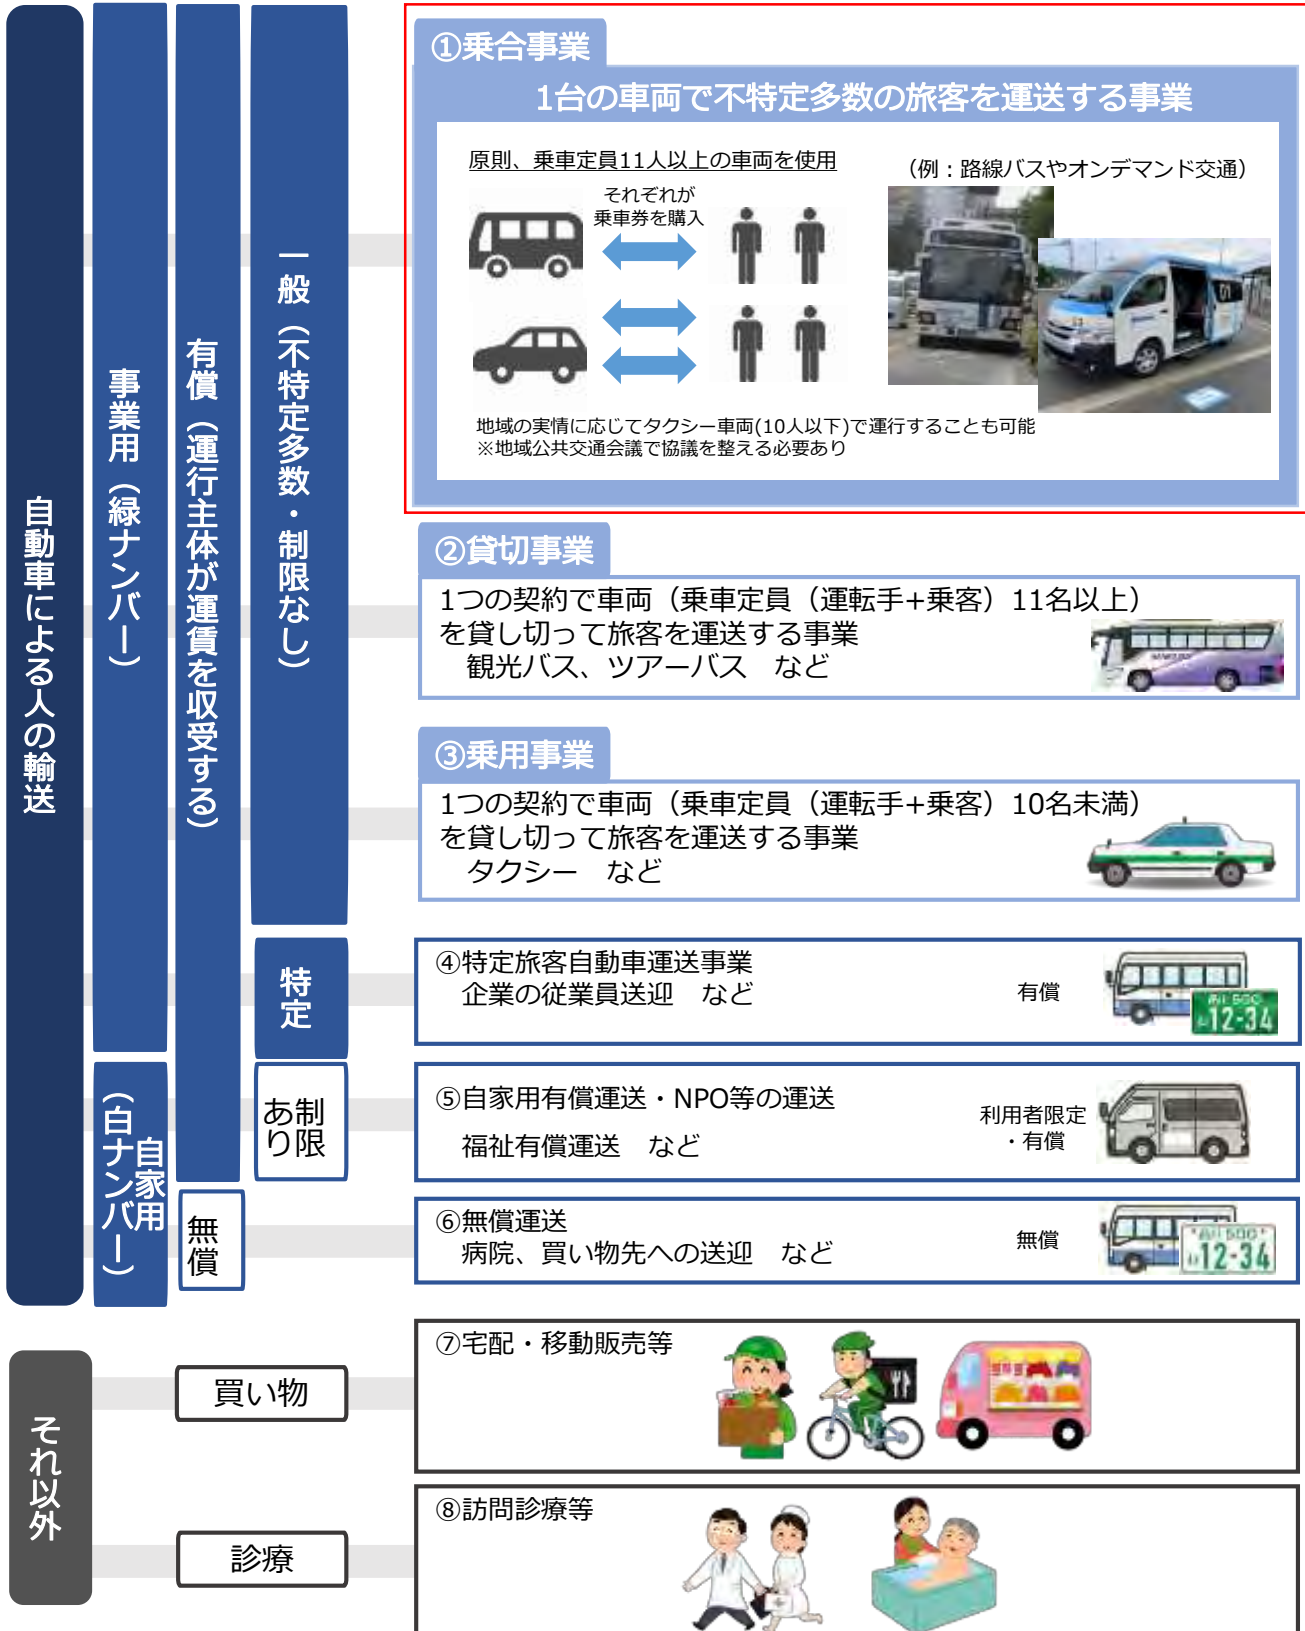 自動車による人の輸送
事業用（緑ナンバー）
有償（運行主体が運賃を収受する）
一般（不特定多数・制限なし）
①乗合事業
1台の車両で不特定多数の旅客を運送する事業
原則、乗車定員11人以上の車両を使用
（例：路線バスやオンデマンド交通）
それぞれが
乗車券を購入
地域の実情に応じてタクシー車両(10人以下)で運行することも可能
※地域公共交通会議で協議を整える必要あり
②貸切事業
1つの契約で車両（乗車定員（運転手+乗客）11名以上）
を貸し切って旅客を運送する事業
観光バス、ツアーバス　など
③乗用事業
1つの契約で車両（乗車定員（運転手+乗客）10名未満）
を貸し切って旅客を運送する事業
タクシー　など
特定
④特定旅客自動車運送事業
企業の従業員送迎　など
有償
12-34
自家用
（白ナンバー）
制限
あり
⑤自家用有償運送・NPO等の運送
福祉有償運送　など
利用者限定
・有償
無償
⑥無償運送
病院、買い物先への送迎　など
無償
12-34
それ以外
買い物
⑦宅配・移動販売等
診療
⑧訪問診療等